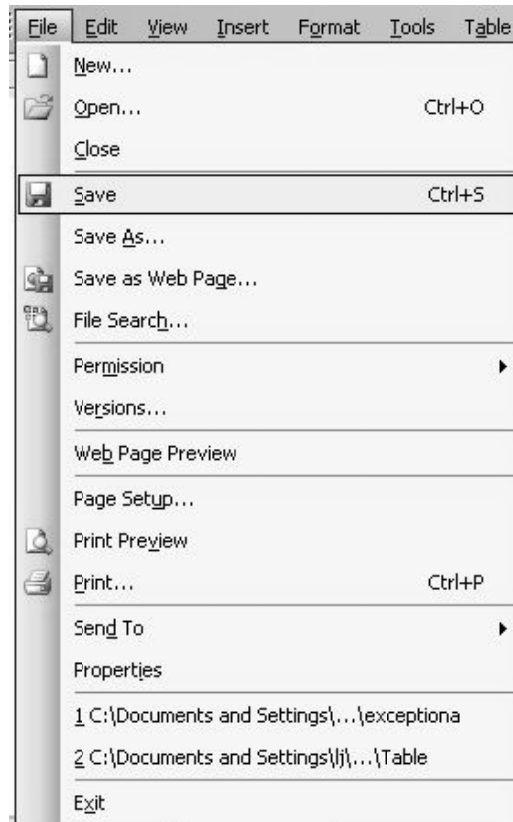 File Edit View Insert Format Tools Table
New...
Open... Ctrl+O
Close
Save Ctrl+S
Save As...
Save as Web Page...
File Search...
Permission
Versions...
Web Page Preview
Page Setup...
Print Preview
Print... Ctrl+P
Send To
Properties
1 C:\Documents and Settings\...\exceptiona
2 C:\Documents and Settings\lj\...\Table
Exit